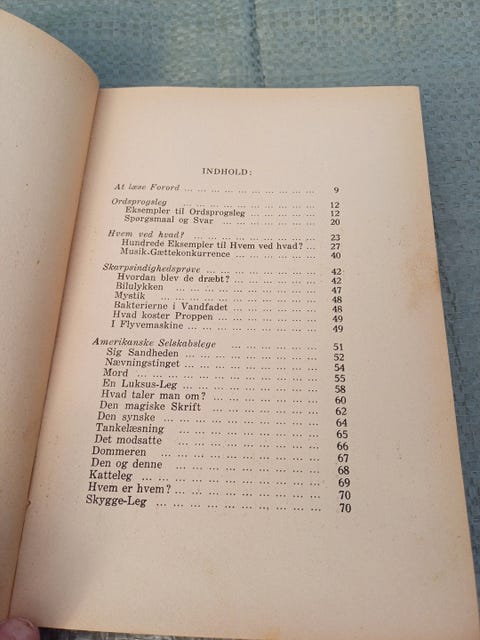 INDHOLD:
At læse Forord ... ... ... ... ... ... ... ... ... ... 9
Ordsprogsleg ... ... ... ... ... ... ... ... ... ... ... 12
Eksempler til Ordsprogsleg ... ... ... ... ... 12
Spørgsmaal og Svar ... ... ... ... ... ... ... ... 20
Hvem ved hvad? ... ... ... ... ... ... ... ... ... ... 23
Hundrede Eksempler til Hvem ved hvad? ... 27
Musik-Gættekonkurrence ... ... ... ... ... ... 40
Skarpsindighedsprøve ... ... ... ... ... ... ... ... ... 42
Hvordan blev de dræbt? ... ... ... ... ... ... ... 42
Bilulykken ... ... ... ... ... ... ... ... ... ... ... 47
Mystik ... ... ... ... ... ... ... ... ... ... ... ... 48
Bakterierne i Vandfadet ... ... ... ... ... ... ... 48
Hvad koster Proppen ... ... ... ... ... ... ... ... 49
I Flyvemaskine ... ... ... ... ... ... ... ... ... ... 49
Amerikanske Selskabslege ... ... ... ... ... ... ... ... 51
Sig Sandheden ... ... ... ... ... ... ... ... ... ... 52
Nævningstinget ... ... ... ... ... ... ... ... ... ... 54
Mord ... ... ... ... ... ... ... ... ... ... ... ... ... 55
En Luksus-Leg ... ... ... ... ... ... ... ... ... ... 58
Hvad taler man om? ... ... ... ... ... ... ... ... 60
Den magiske Skrift ... ... ... ... ... ... ... ... ... 62
Den synske ... ... ... ... ... ... ... ... ... ... ... 64
Tankelæsning ... ... ... ... ... ... ... ... ... ... 65
Det modsatte ... ... ... ... ... ... ... ... ... ... 66
Dommeren ... ... ... ... ... ... ... ... ... ... ... 67
Den og denne ... ... ... ... ... ... ... ... ... ... 68
Katteleg ... ... ... ... ... ... ... ... ... ... ... ... 69
Hvem er hvem? ... ... ... ... ... ... ... ... ... ... 70
Skygge-Leg ... ... ... ... ... ... ... ... ... ... ... 70